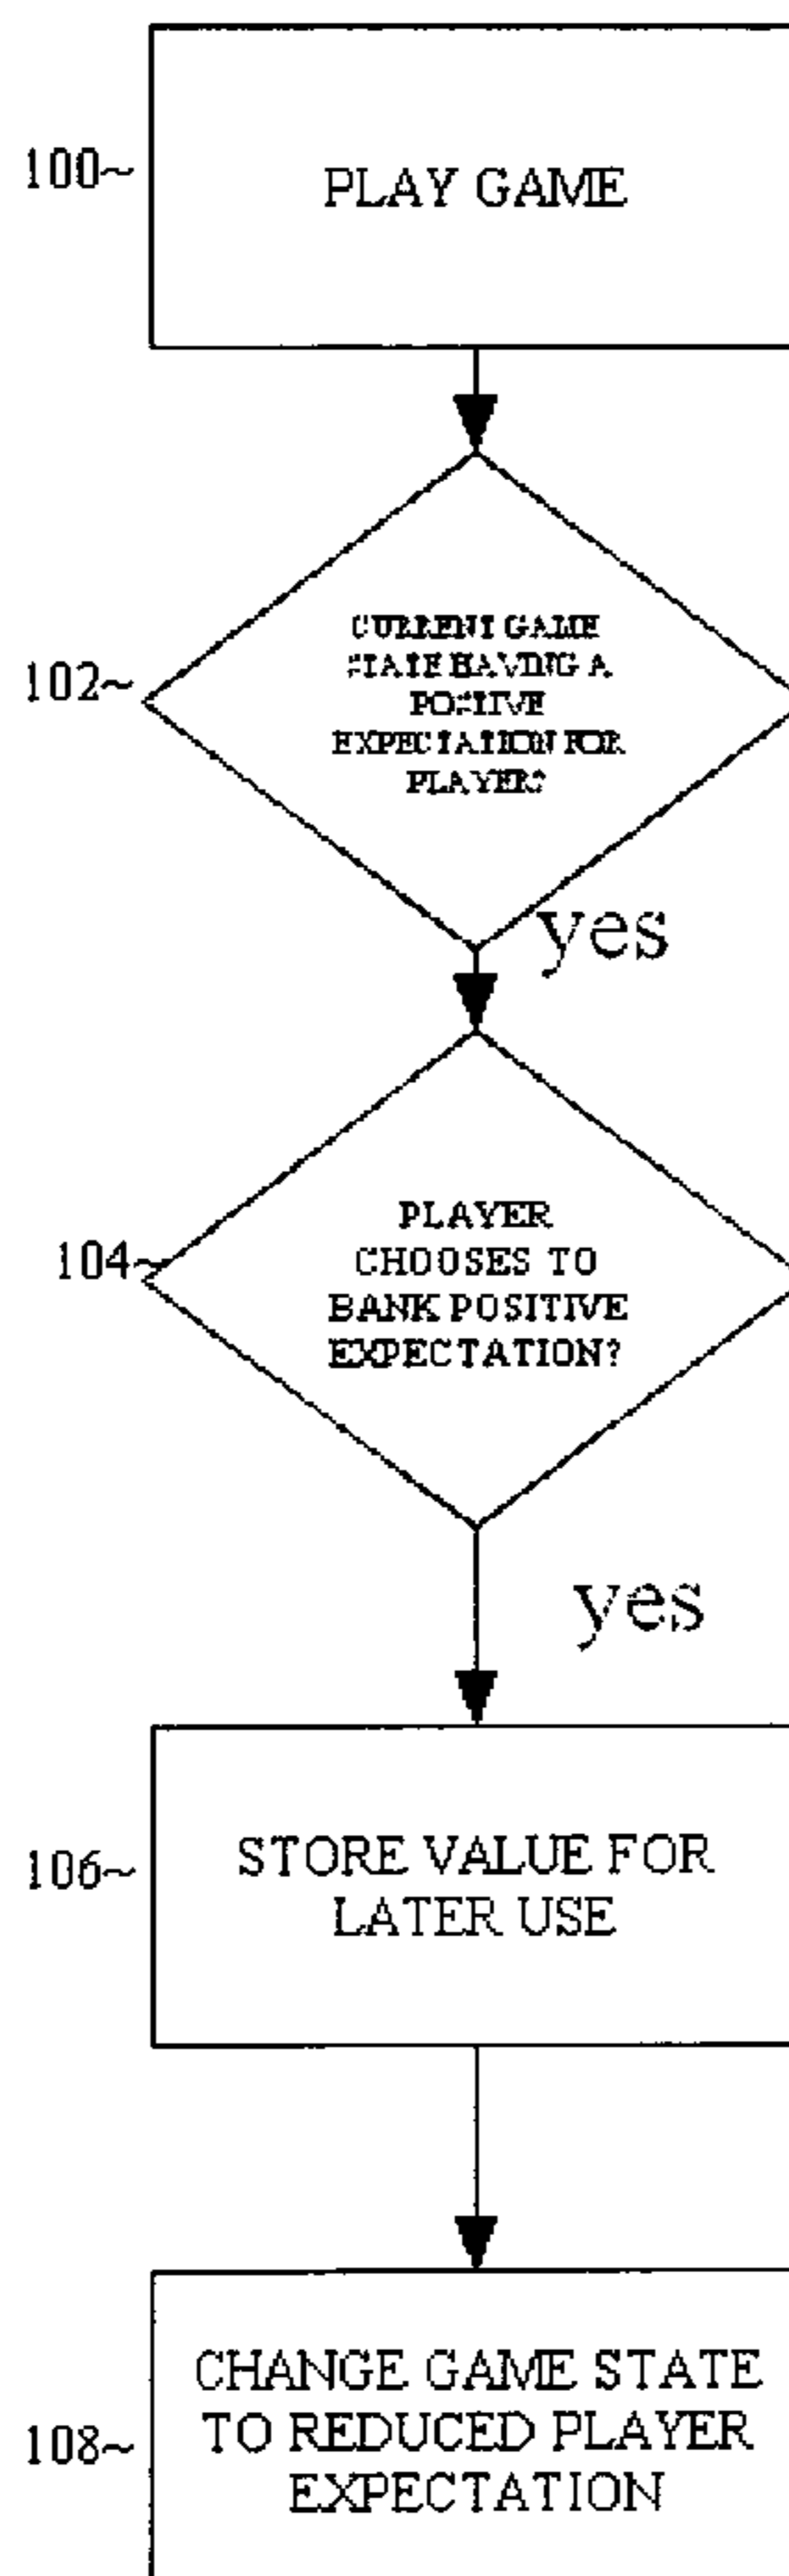 100~
PLAY GAME
102~
CURRENT GAME
STATE HAVING A
POSITIVE
EXPECTATION FOR
PLAYER?
yes
104~
PLAYER
CHOOSES TO
BANK POSITIVE
EXPECTATION?
yes
106~
STORE VALUE FOR
LATER USE
108~
CHANGE GAME STATE
TO REDUCED PLAYER
EXPECTATION